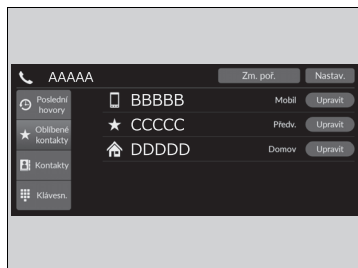 AAAAA Zm. poř. Nastav.
Poslední
hovory
BBBBB Mobil Upravit
Oblíbené
kontakty
CCCCC Předv. Upravit
DDDDD Domov Upravit
Kontakty
Klávesn.